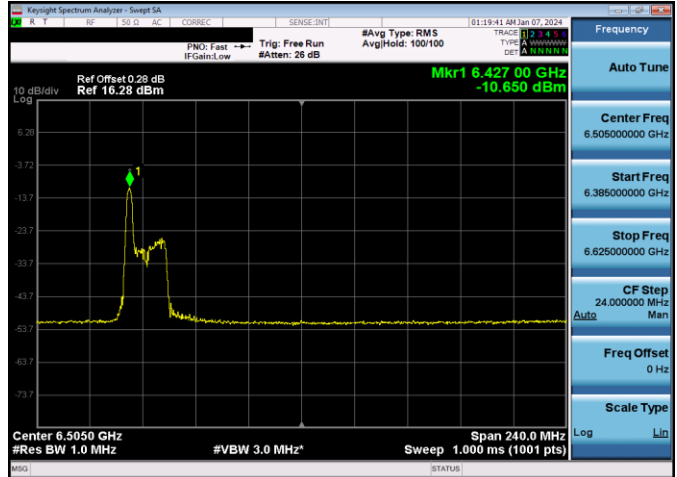 Keysight Spectrum Analyzer - Swept SA
R T RF 50 Ω AC CORREC SENSE:INT 01:19:41 AM Jan 07, 2024
PNO: Fast Trig: Free Run #Avg Type: RMS TRACE 1 2 3 4 5 6
IFGain:Low #Atten: 26 dB Avg|Hold: 100/100 TYPE A WWWWW
DET A N N N N N
Ref Offset 0.28 dB Mkr1 6.427 00 GHz
10 dB/div Ref 16.28 dBm -10.650 dBm
Log
6.28
-3.72
1
-13.7
-23.7
-33.7
-43.7
-53.7
-63.7
-73.7
Center 6.5050 GHz Span 240.0 MHz
#Res BW 1.0 MHz #VBW 3.0 MHz* Sweep 1.000 ms (1001 pts)
MSG STATUS
Frequency
Auto Tune
Center Freq
6.505000000 GHz
Start Freq
6.385000000 GHz
Stop Freq
6.625000000 GHz
CF Step
24.000000 MHz
Auto Man
Freq Offset
0 Hz
Scale Type
Log Lin